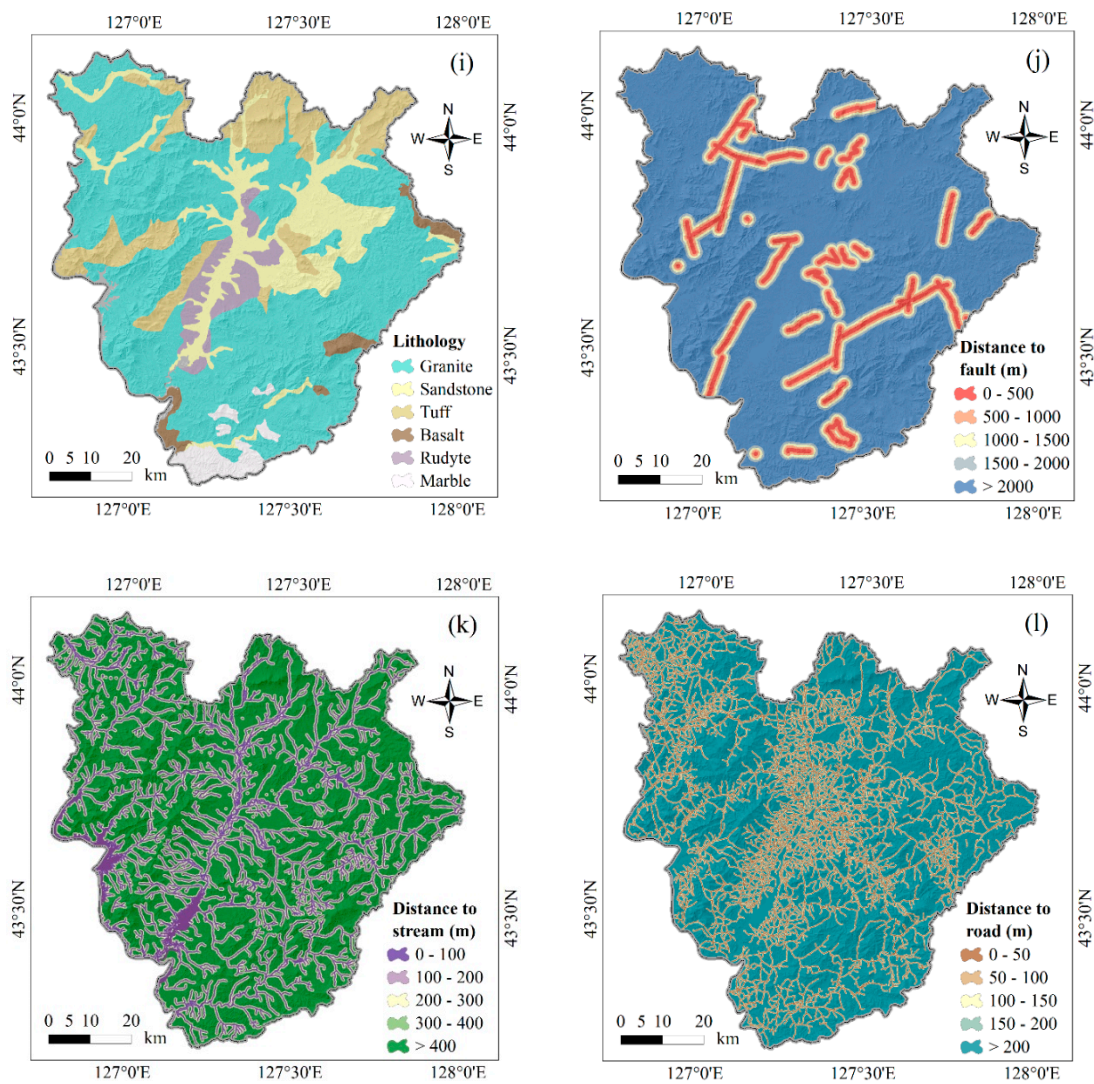 127°0'E 127°30'E 128°0'E
(i)
44°0'N
44°0'N
N
W E
S
43°30'N
43°30'N
Lithology
Granite
Sandstone
Tuff
Basalt
Rudyte
Marble
0 5 10 20
km
127°0'E 127°30'E 128°0'E
127°0'E 127°30'E 128°0'E
(j)
44°0'N
44°0'N
N
W E
S
43°30'N
43°30'N
Distance to
fault (m)
0 - 500
500 - 1000
1000 - 1500
1500 - 2000
> 2000
0 5 10 20
km
127°0'E 127°30'E 128°0'E
127°0'E 127°30'E 128°0'E
(k)
44°0'N
44°0'N
N
W E
S
43°30'N
43°30'N
Distance to
stream (m)
0 - 100
100 - 200
200 - 300
300 - 400
> 400
0 5 10 20
km
127°0'E 127°30'E 128°0'E
127°0'E 127°30'E 128°0'E
(l)
44°0'N
44°0'N
N
W E
S
43°30'N
43°30'N
Distance to
road (m)
0 - 50
50 - 100
100 - 150
150 - 200
> 200
0 5 10 20
km
127°0'E 127°30'E 128°0'E